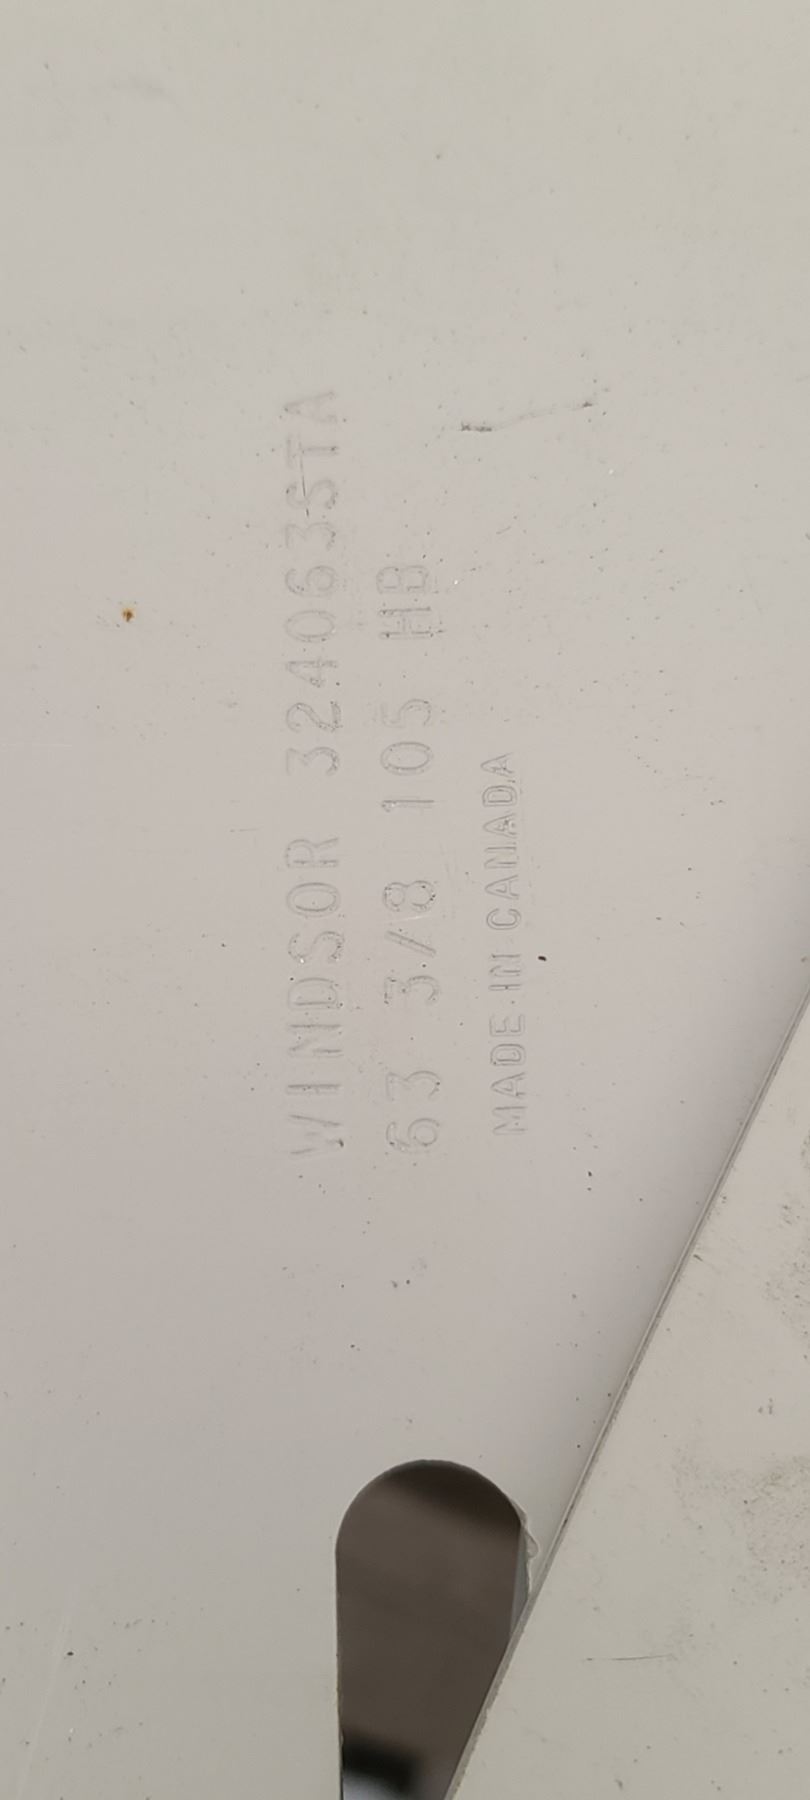 WINDSOR 324063STA
63 3/8 105 HB
MADE IN CANADA